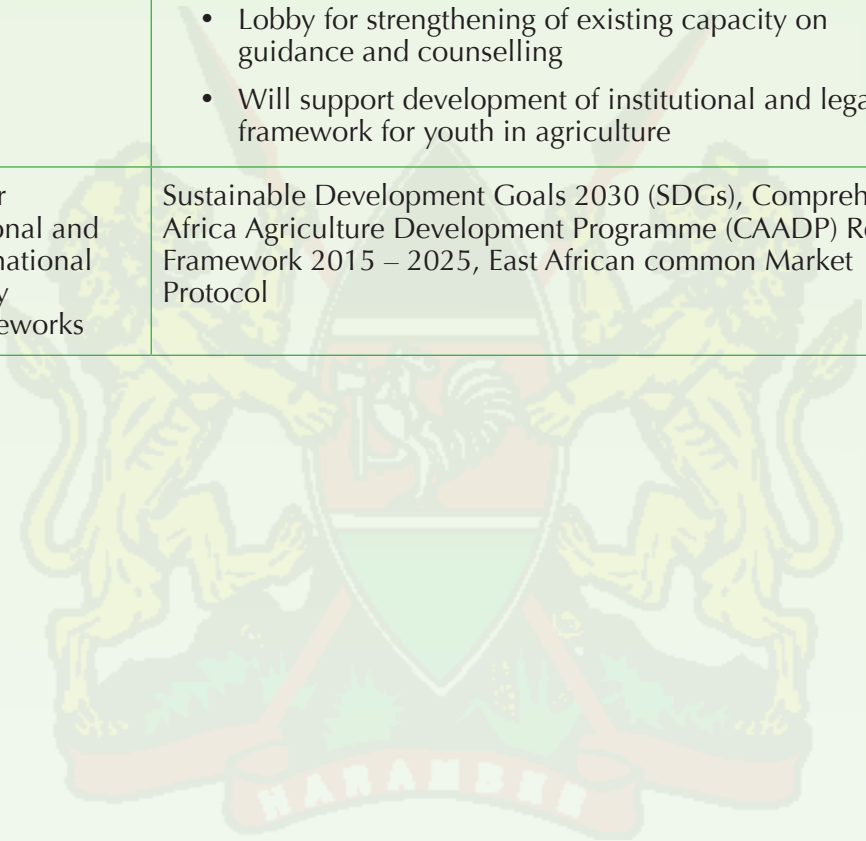 • Lobby for strengthening of existing capacity on
guidance and counselling
• Will support development of institutional and lega
framework for youth in agriculture
r
onal and
national
y
eworks
Sustainable Development Goals 2030 (SDGs), Compreh
Africa Agriculture Development Programme (CAADP) Re
Framework 2015 – 2025, East African common Market
Protocol
HARAMBEE